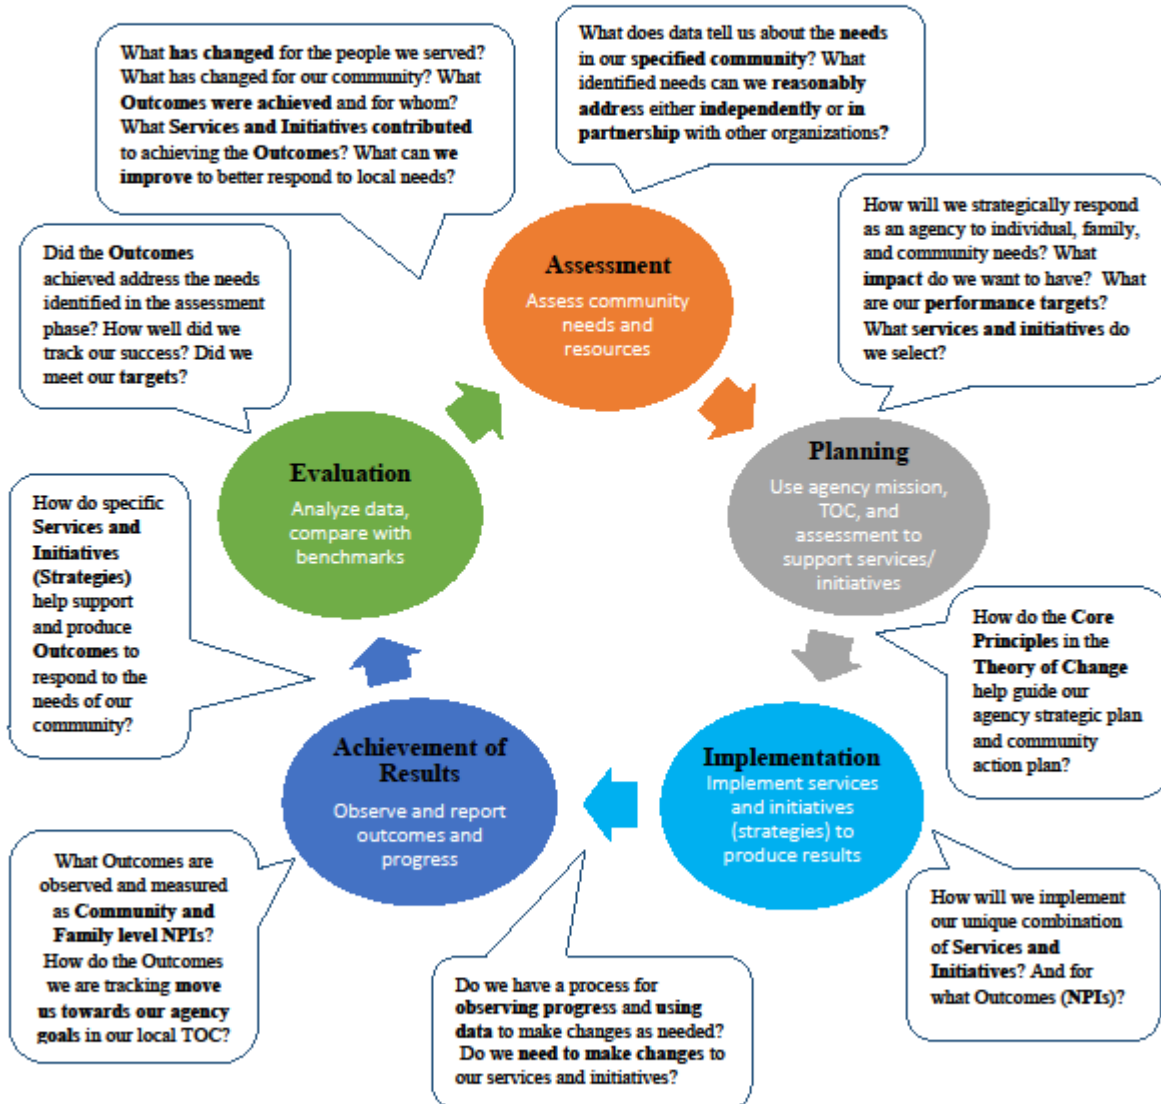 What has changed for the people we served?
What has changed for our community? What
Outcomes were achieved and for whom?
What Services and Initiatives contributed
to achieving the Outcomes? What can we
improve to better respond to local needs?
What does data tell us about the needs
in our specified community? What
identified needs can we reasonably
address either independently or in
partnership with other organizations?
How will we strategically respond
as an agency to individual, family,
and community needs? What
impact do we want to have? What
are our performance targets?
What services and initiatives do
we select?
Did the Outcomes
achieved address the needs
identified in the assessment
phase? How well did we
track our success? Did we
meet our targets?
Assessment
Assess community
needs and
resources
Planning
Use agency mission,
TOC, and
assessment to
support services/
initiatives
Evaluation
Analyze data,
compare with
benchmarks
How do specific
Services and
Initiatives
(Strategies)
help support
and produce
Outcomes to
respond to the
needs of our
community?
How do the Core
Principles in the
Theory of Change
help guide our
agency strategic plan
and community
action plan?
Achievement of
Results
Observe and report
outcomes and
progress
Implementation
Implement services
and initiatives
(strategies) to
produce results
What Outcomes are
observed and measured
as Community and
Family level NPIs?
How do the Outcomes
we are tracking move
us towards our agency
goals in our local TOC?
Do we have a process for
observing progress and using
data to make changes as needed?
Do we need to make changes to
our services and initiatives?
How will we implement
our unique combination
of Services and
Initiatives? And for
what Outcomes (NPIs)?